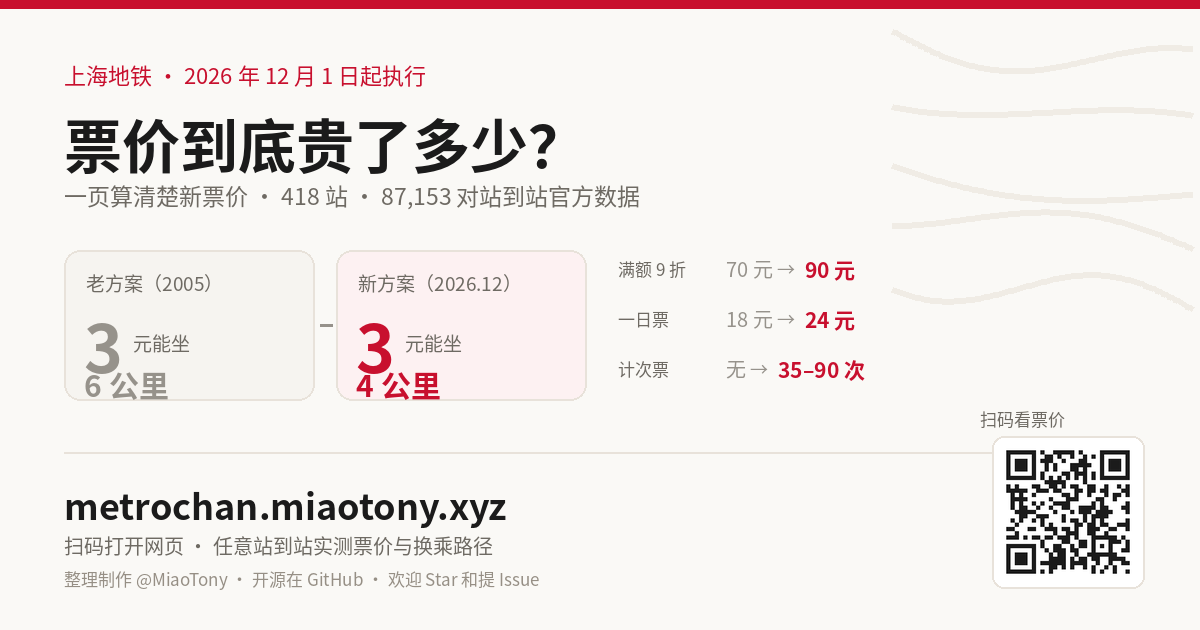 上海地铁 · 2026 年 12 月 1 日起执行
票价到底贵了多少？
一页算清楚新票价 · 418 站 · 87,153 对站到站官方数据
老方案（2005）
3 元能坐
6 公里
–
新方案（2026.12）
3 元能坐
4 公里
满额 9 折 70 元→ 90 元
一日票 18 元→ 24 元
计次票 无→ 35–90 次
扫码看票价
metrochan.miaotony.xyz
扫码打开网页 · 任意站到站实测票价与换乘路径
整理制作 @MiaoTony · 开源在 GitHub · 欢迎 Star 和提 Issue